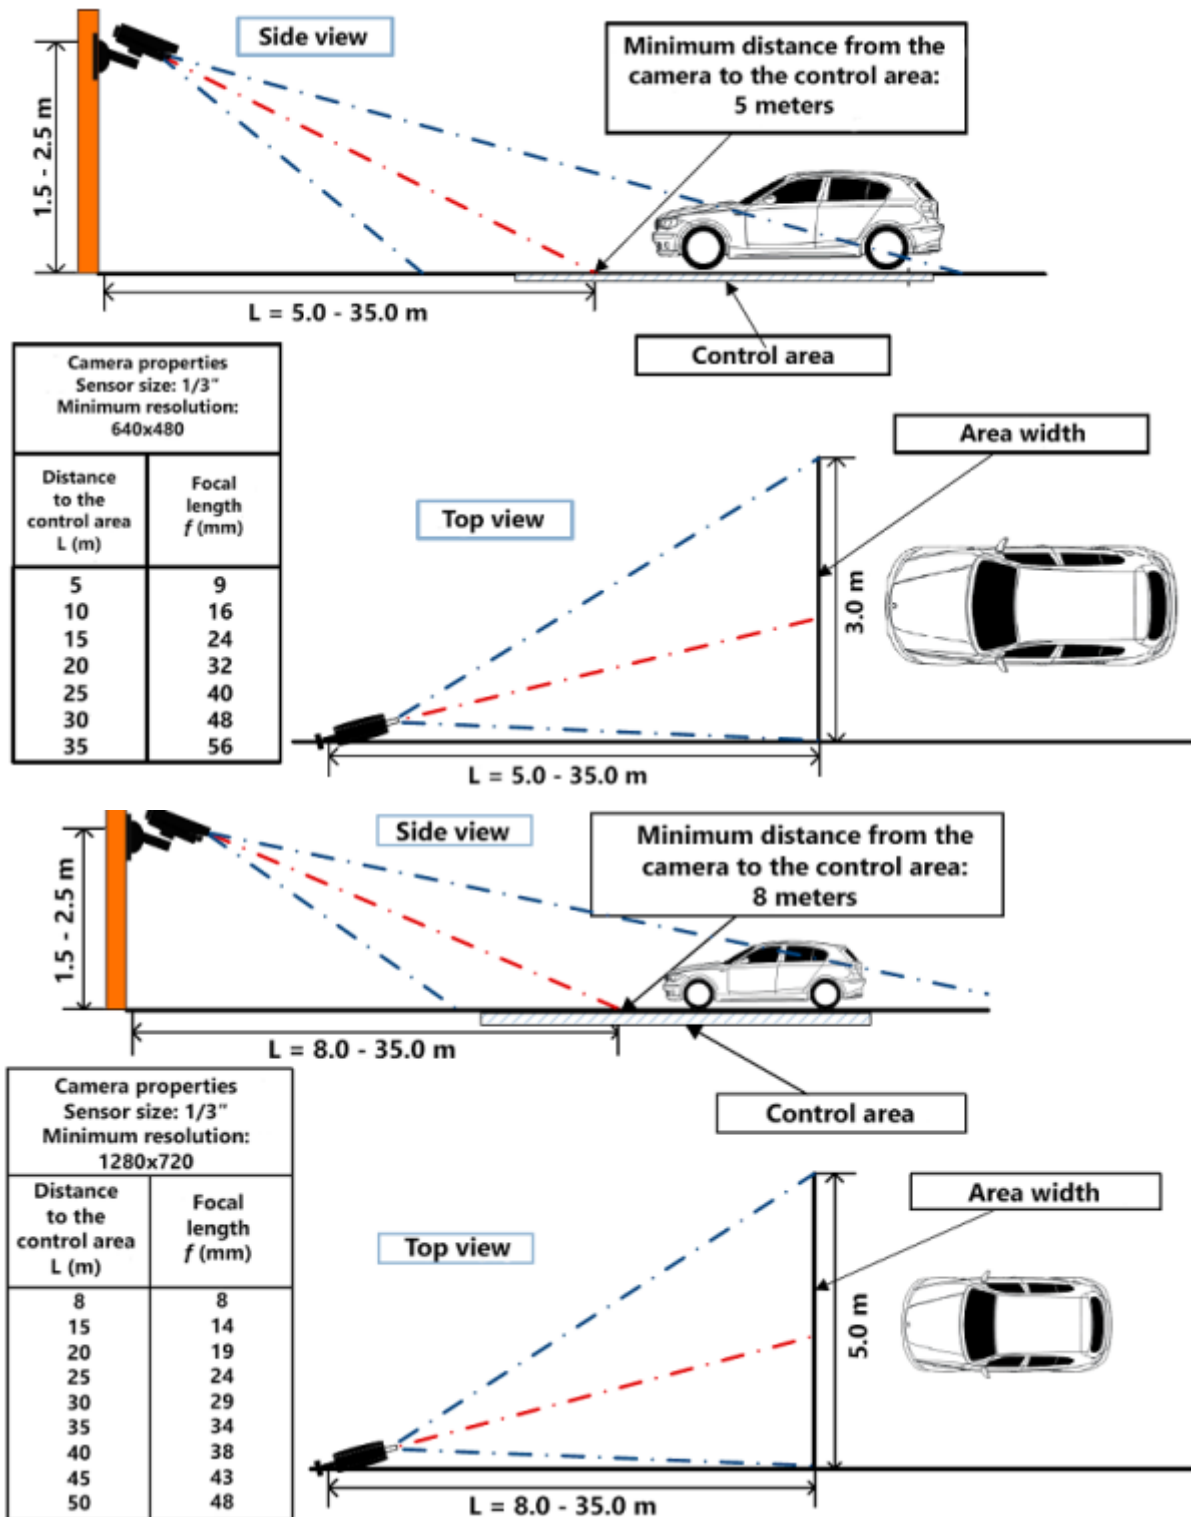 Side view
Minimum distance from the
camera to the control area:
5 meters
1.5 - 2.5 m
L = 5.0 - 35.0 m
Control area
Camera properties
Sensor size: 1/3"
Minimum resolution:
640x480
Distance
to the
control area
L (m)
Focal
length
f (mm)
5 9
10 16
15 24
20 32
25 40
30 48
35 56
Area width
Top view
3.0 m
L = 5.0 - 35.0 m
Side view
Minimum distance from the
camera to the control area:
8 meters
1.5 - 2.5 m
L = 8.0 - 35.0 m
Control area
Camera properties
Sensor size: 1/3"
Minimum resolution:
1280x720
Distance
to the
control area
L (m)
Focal
length
f (mm)
8 8
15 14
20 19
25 24
30 29
35 34
40 38
45 43
50 48
Area width
Top view
5.0 m
L = 8.0 - 35.0 m